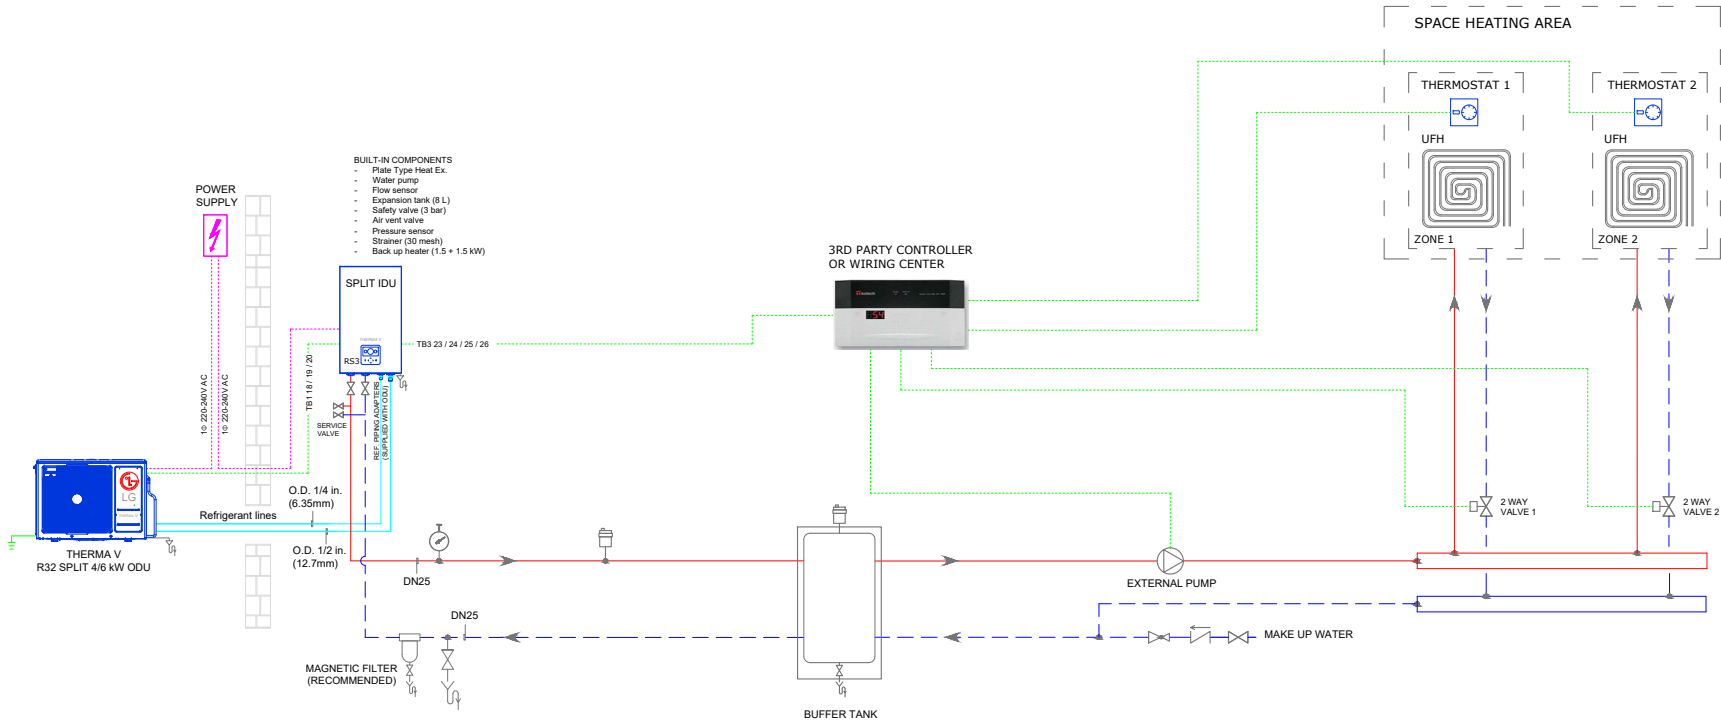 SPACE HEATING AREA
THERMOSTAT 1
THERMOSTAT 2
UFH
UFH
ZONE 1
ZONE 2
BUILT-IN COMPONENTS
- Plate Type Heat Ex.
- Water pump
- Flow sensor
- Expansion tank (8 L)
- Safety valve (3 bar)
- Air vent valve
- Pressure sensor
- Strainer (30 mesh)
- Back up heater (1.5 + 1.5 kW)
POWER
SUPPLY
3RD PARTY CONTROLLER
OR WIRING CENTER
SPLIT IDU
THERMA V
RS3
TB3 23 / 24 / 25 / 26
TB1 18 / 19 / 20
1Φ 220-240V AC
1Φ 220-240V AC
REF. PIPING ADAPTERS
(SUPPLIED WITH ODU)
SERVICE
VALVE
54
LG
O.D. 1/4 in.
(6.35mm)
Refrigerant lines
O.D. 1/2 in.
(12.7mm)
THERMA V
R32 SPLIT 4/6 kW ODU
DN25
DN25
EXTERNAL PUMP
2 WAY
VALVE 1
2 WAY
VALVE 2
MAKE UP WATER
MAGNETIC FILTER
(RECOMMENDED)
BUFFER TANK